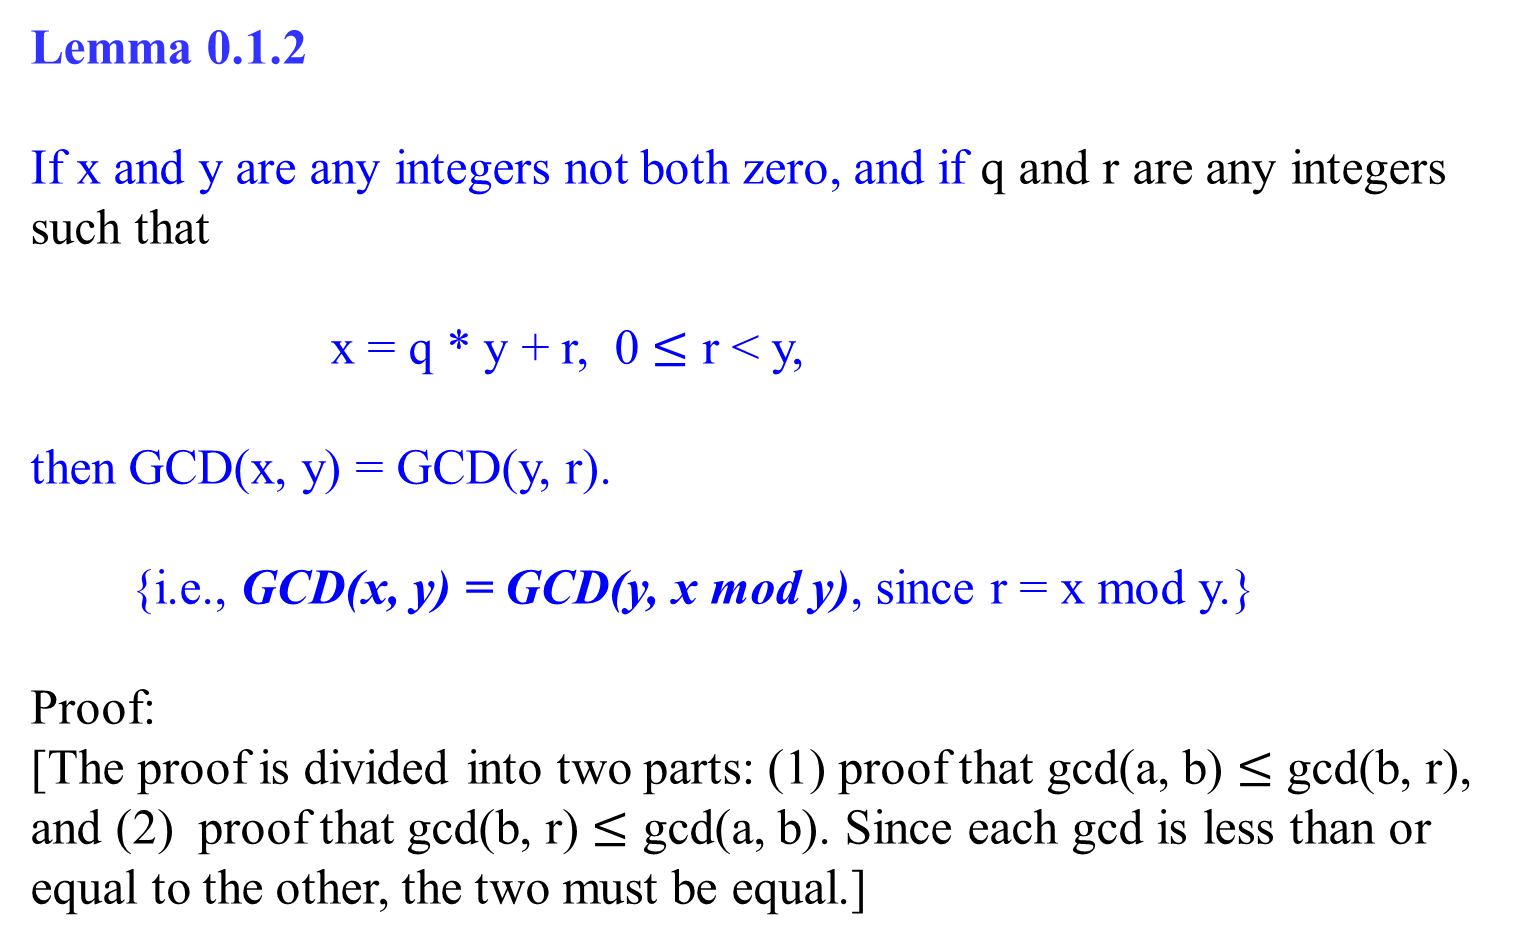 Lemma 0.1.2
If x and y are any integers not both zero, and if q and r are any integers
such that
x = q * y + r, 0 ≤ r < y,
then GCD(x, y) = GCD(y, r).
{i.e., GCD(x, y) = GCD(y, x mod y), since r = x mod y.}
Proof:
[The proof is divided into two parts: (1) proof that gcd(a, b) ≤ gcd(b, r),
and (2) proof that gcd(b, r) ≤ gcd(a, b). Since each gcd is less than or
equal to the other, the two must be equal.]